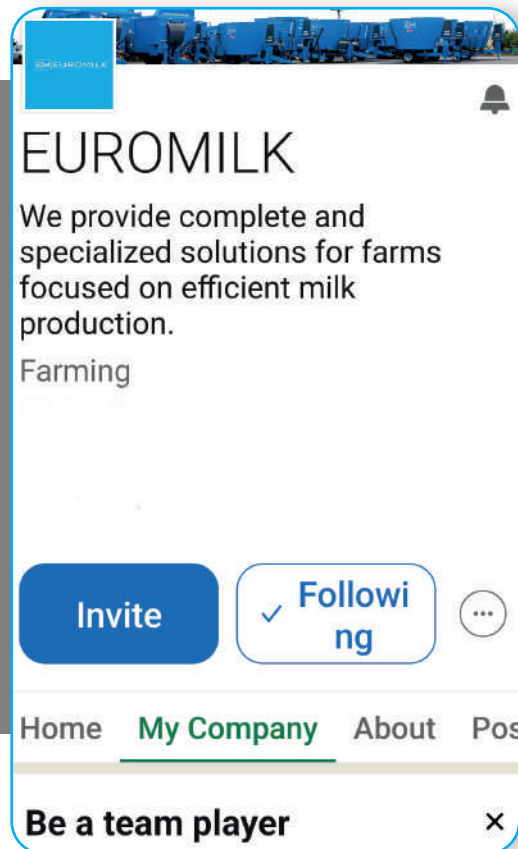 EUROMILK
EUROMILK
We provide complete and
specialized solutions for farms
focused on efficient milk
production.
Farming
Invite
Followi
ng
Home My Company About Pos
Be a team player